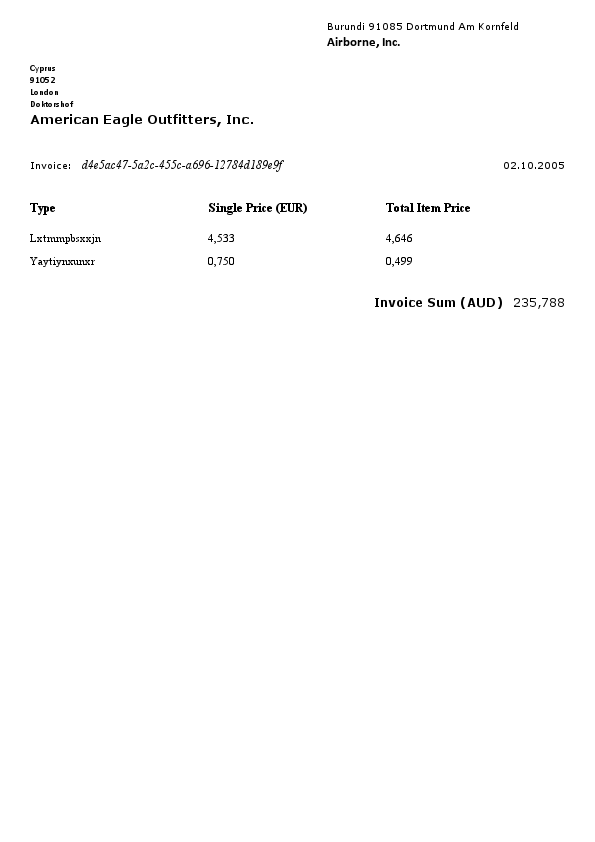 Burundi 91085 Dortmund Am Kornfeld
Airborne, Inc.
Cyprus
91052
London
Doktorshof
American Eagle Outfitters, Inc.
Invoice: d4e5ac47-5a2c-455c-a696-12784d189e9f 02.10.2005
Type Single Price (EUR) Total Item Price
Lxtmmpbsxxjn 4,533 4,646
Yaytiynxunxr 0,750 0,499
Invoice Sum (AUD) 235,788